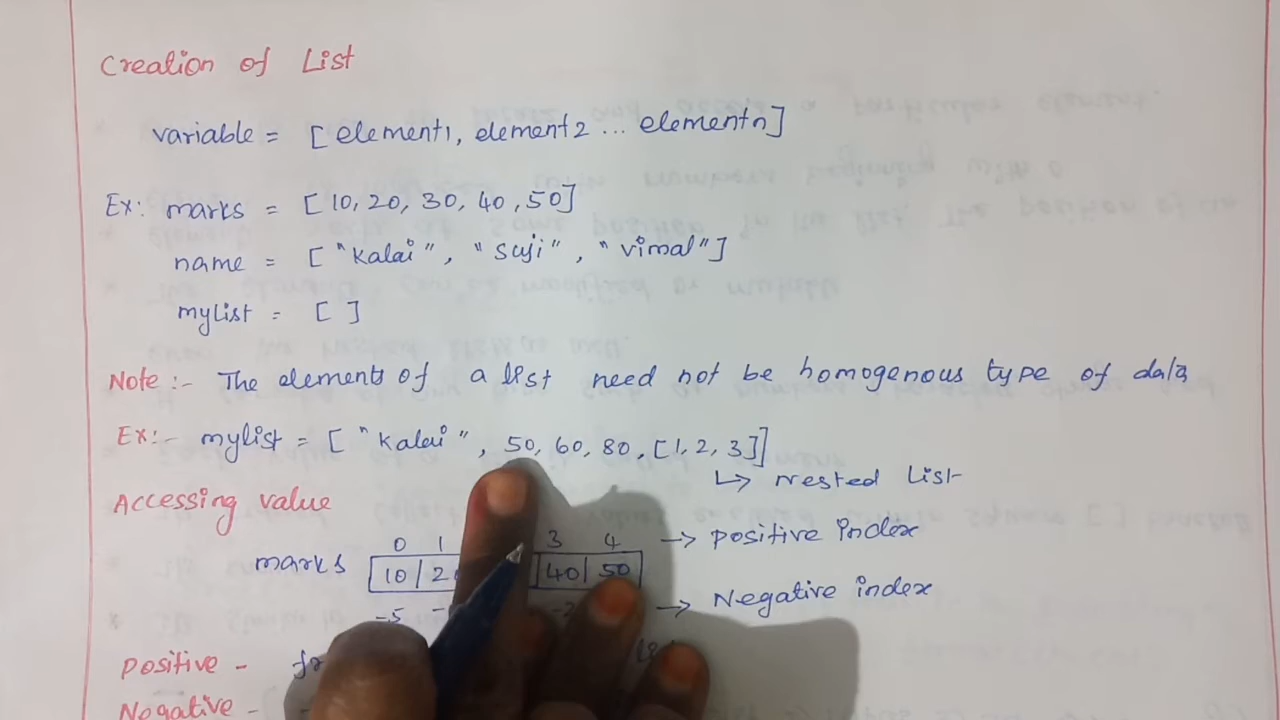 Creation of List
variable = [element1, element2 ... elementn]
Ex: marks = [10, 20, 30, 40, 50]
name = ["Kalai", "Suji", "Vimal"]
mylist = [ ]
Note :- The elements of a list need not be homogenous type of data
Ex:- mylist = ["Kalai", 50, 60, 80, [1, 2, 3]]
↳ Nested List
Accessing value
0 1 3 4 → positive index
marks 10 40 50
-5 → Negative index
positive -
Negative -